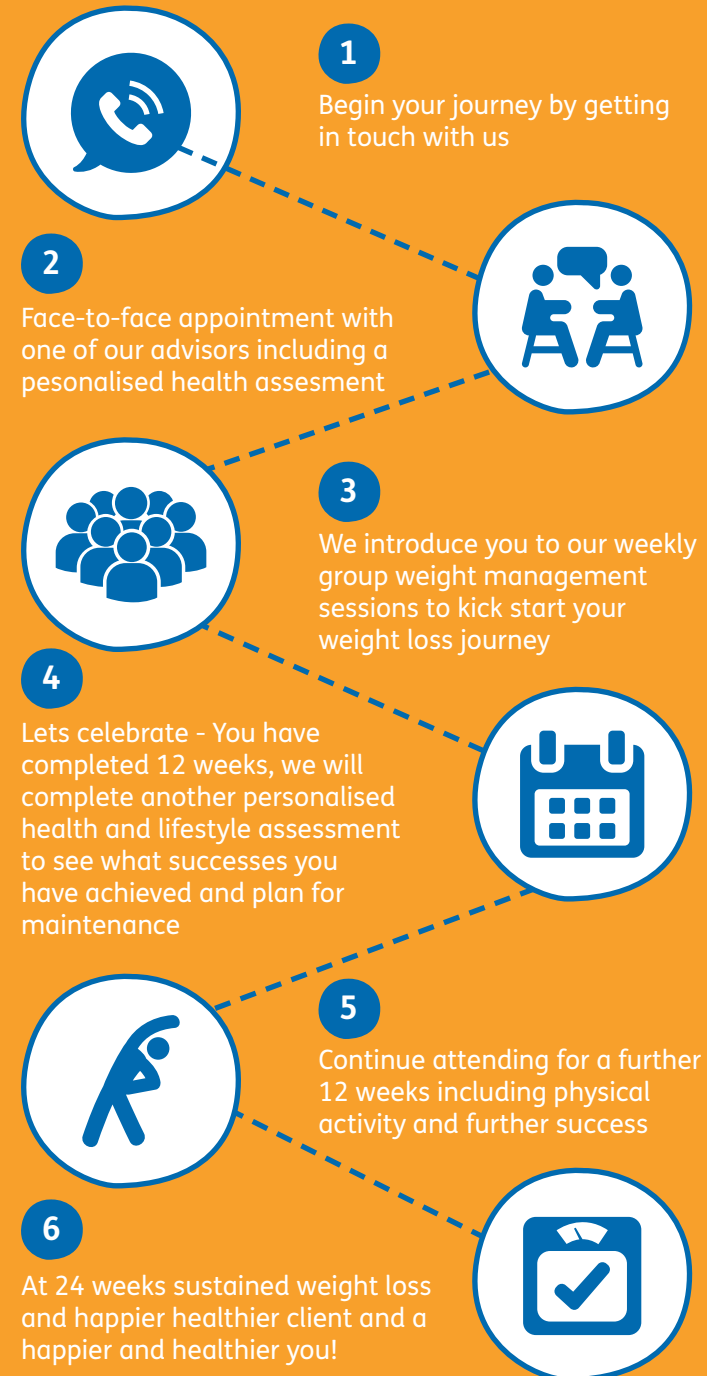 1
Begin your journey by getting
in touch with us
2
Face-to-face appointment with
one of our advisors including a
pesonalised health assesment
3
We introduce you to our weekly
group weight management
sessions to kick start your
weight loss journey
4
Lets celebrate - You have
completed 12 weeks, we will
complete another personalised
health and lifestyle assessment
to see what successes you
have achieved and plan for
maintenance
5
Continue attending for a further
12 weeks including physical
activity and further success
6
At 24 weeks sustained weight loss
and happier healthier client and a
happier and healthier you!